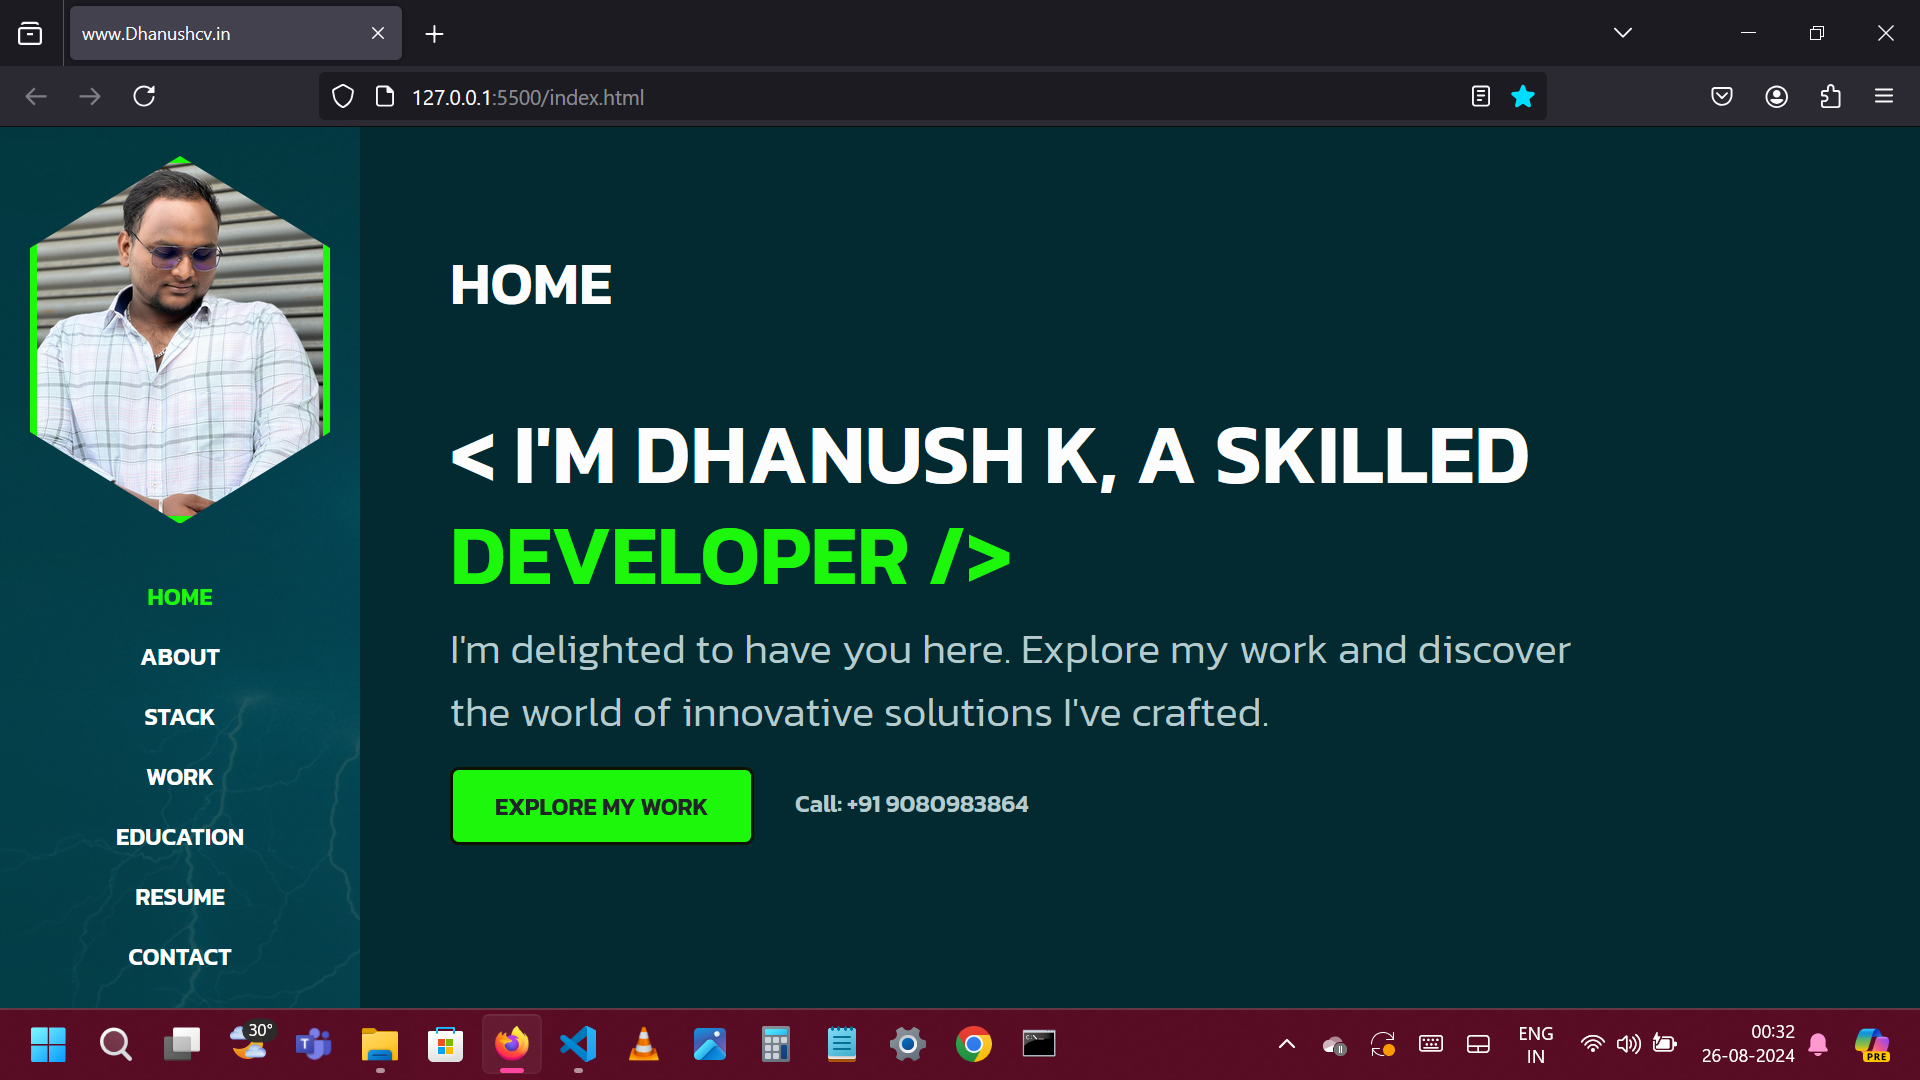 www.Dhanushcv.in
127.0.0.1:5500/index.html
HOME
ABOUT
STACK
WORK
EDUCATION
RESUME
CONTACT
HOME
< I'M DHANUSH K, A SKILLED
DEVELOPER />
I'm delighted to have you here. Explore my work and discover
the world of innovative solutions I've crafted.
EXPLORE MY WORK
Call: +91 9080983864
30°
ENG
IN
00:32
26-08-2024
PRE